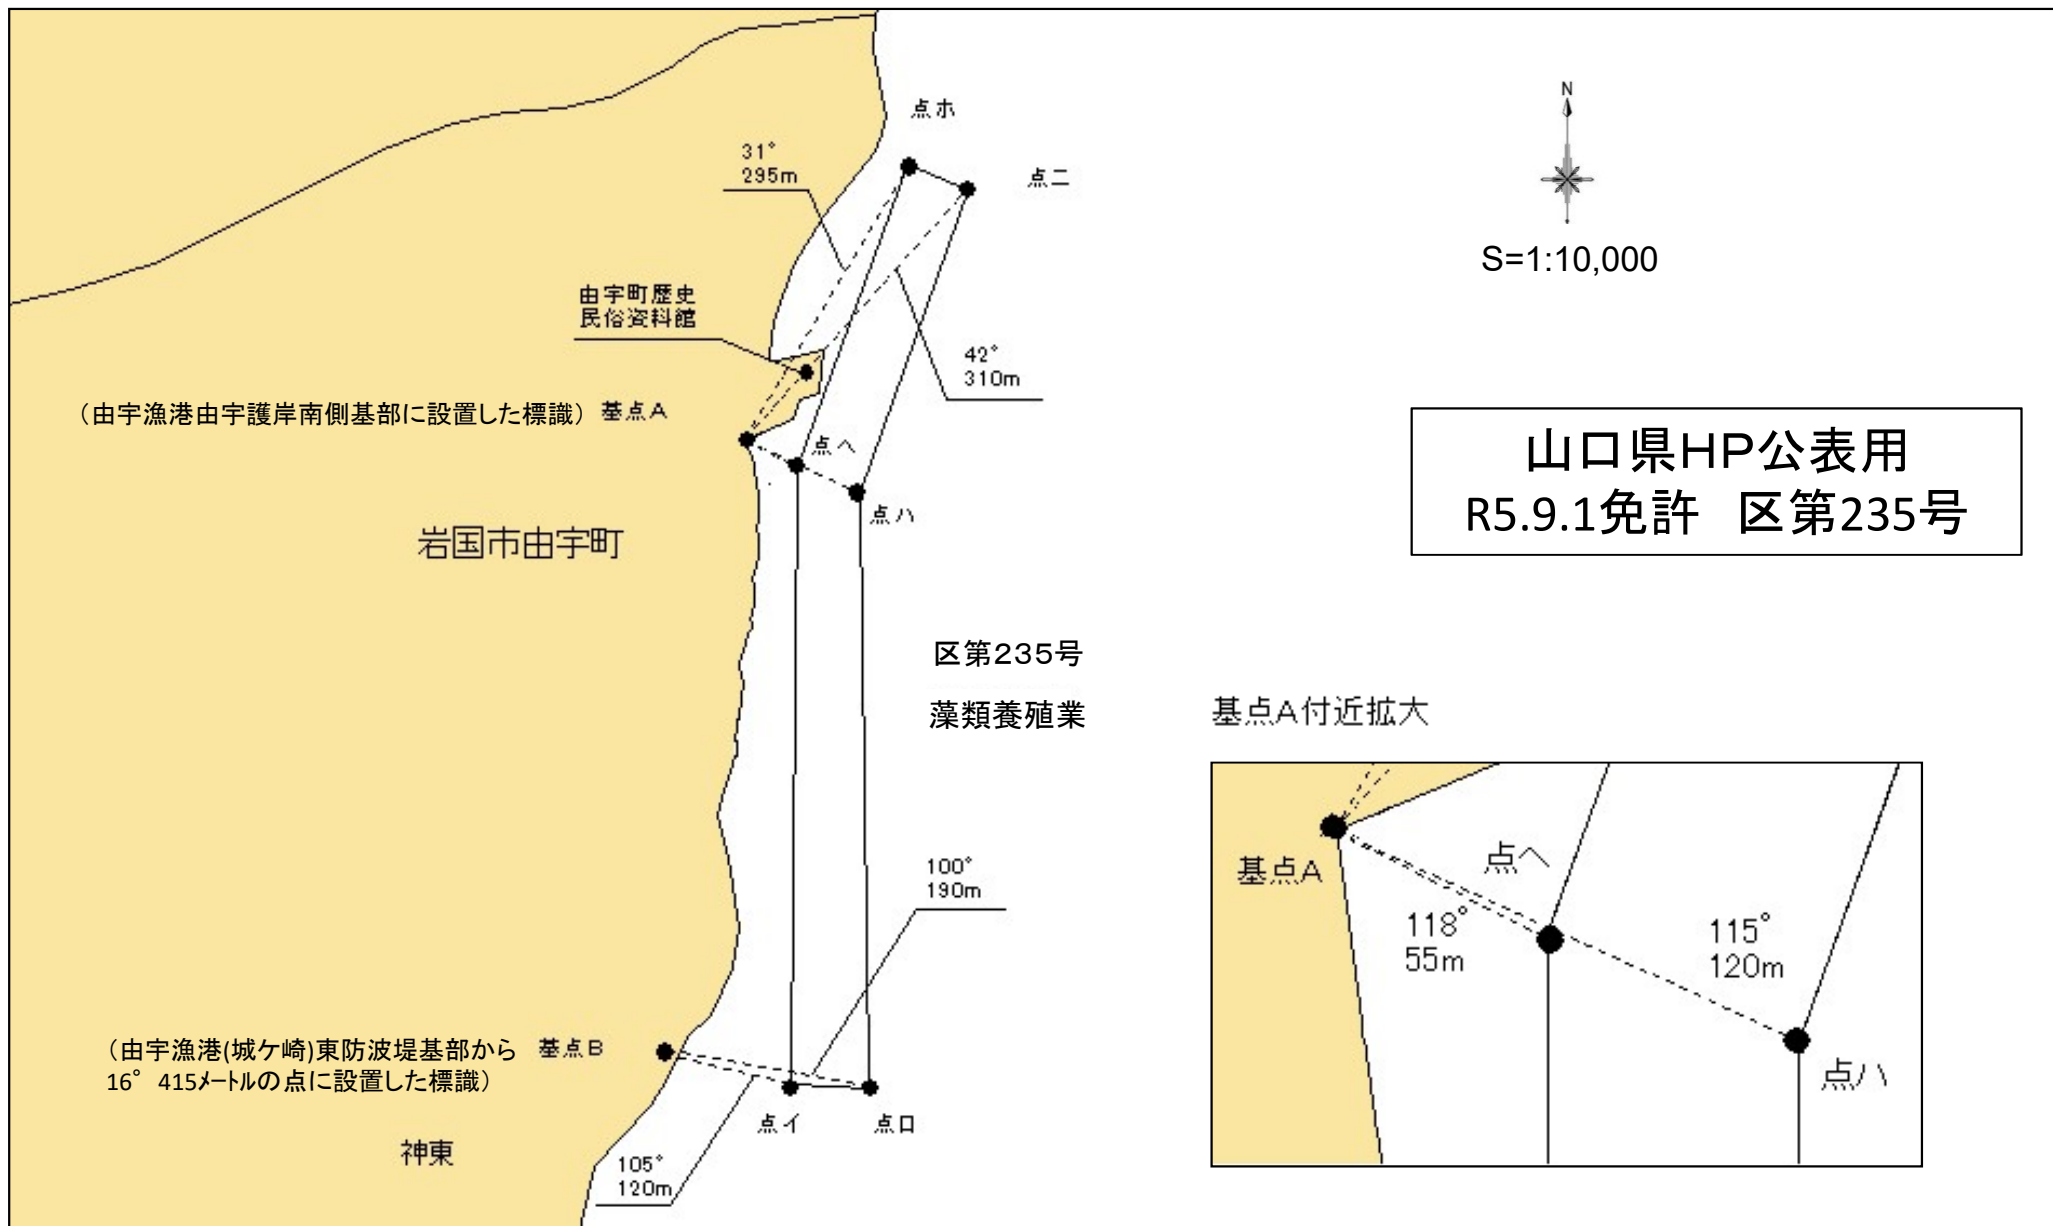 点ホ
N
31°
295m
点ニ
S=1:10,000
由宇町歴史
民俗資料館
42°
310m
（由宇漁港由宇護岸南側基部に設置した標識） 基点A
点ヘ
点ハ
山口県HP公表用
R5.9.1免許　区第235号
岩国市由宇町
区第235号
藻類養殖業
基点A付近拡大
基点A
点ヘ
118°
55m
115°
120m
点ハ
100°
190m
（由宇漁港(城ケ崎)東防波堤基部から
16°　415メートルの点に設置した標識）
基点B
点イ
点ロ
神東
105°
120m